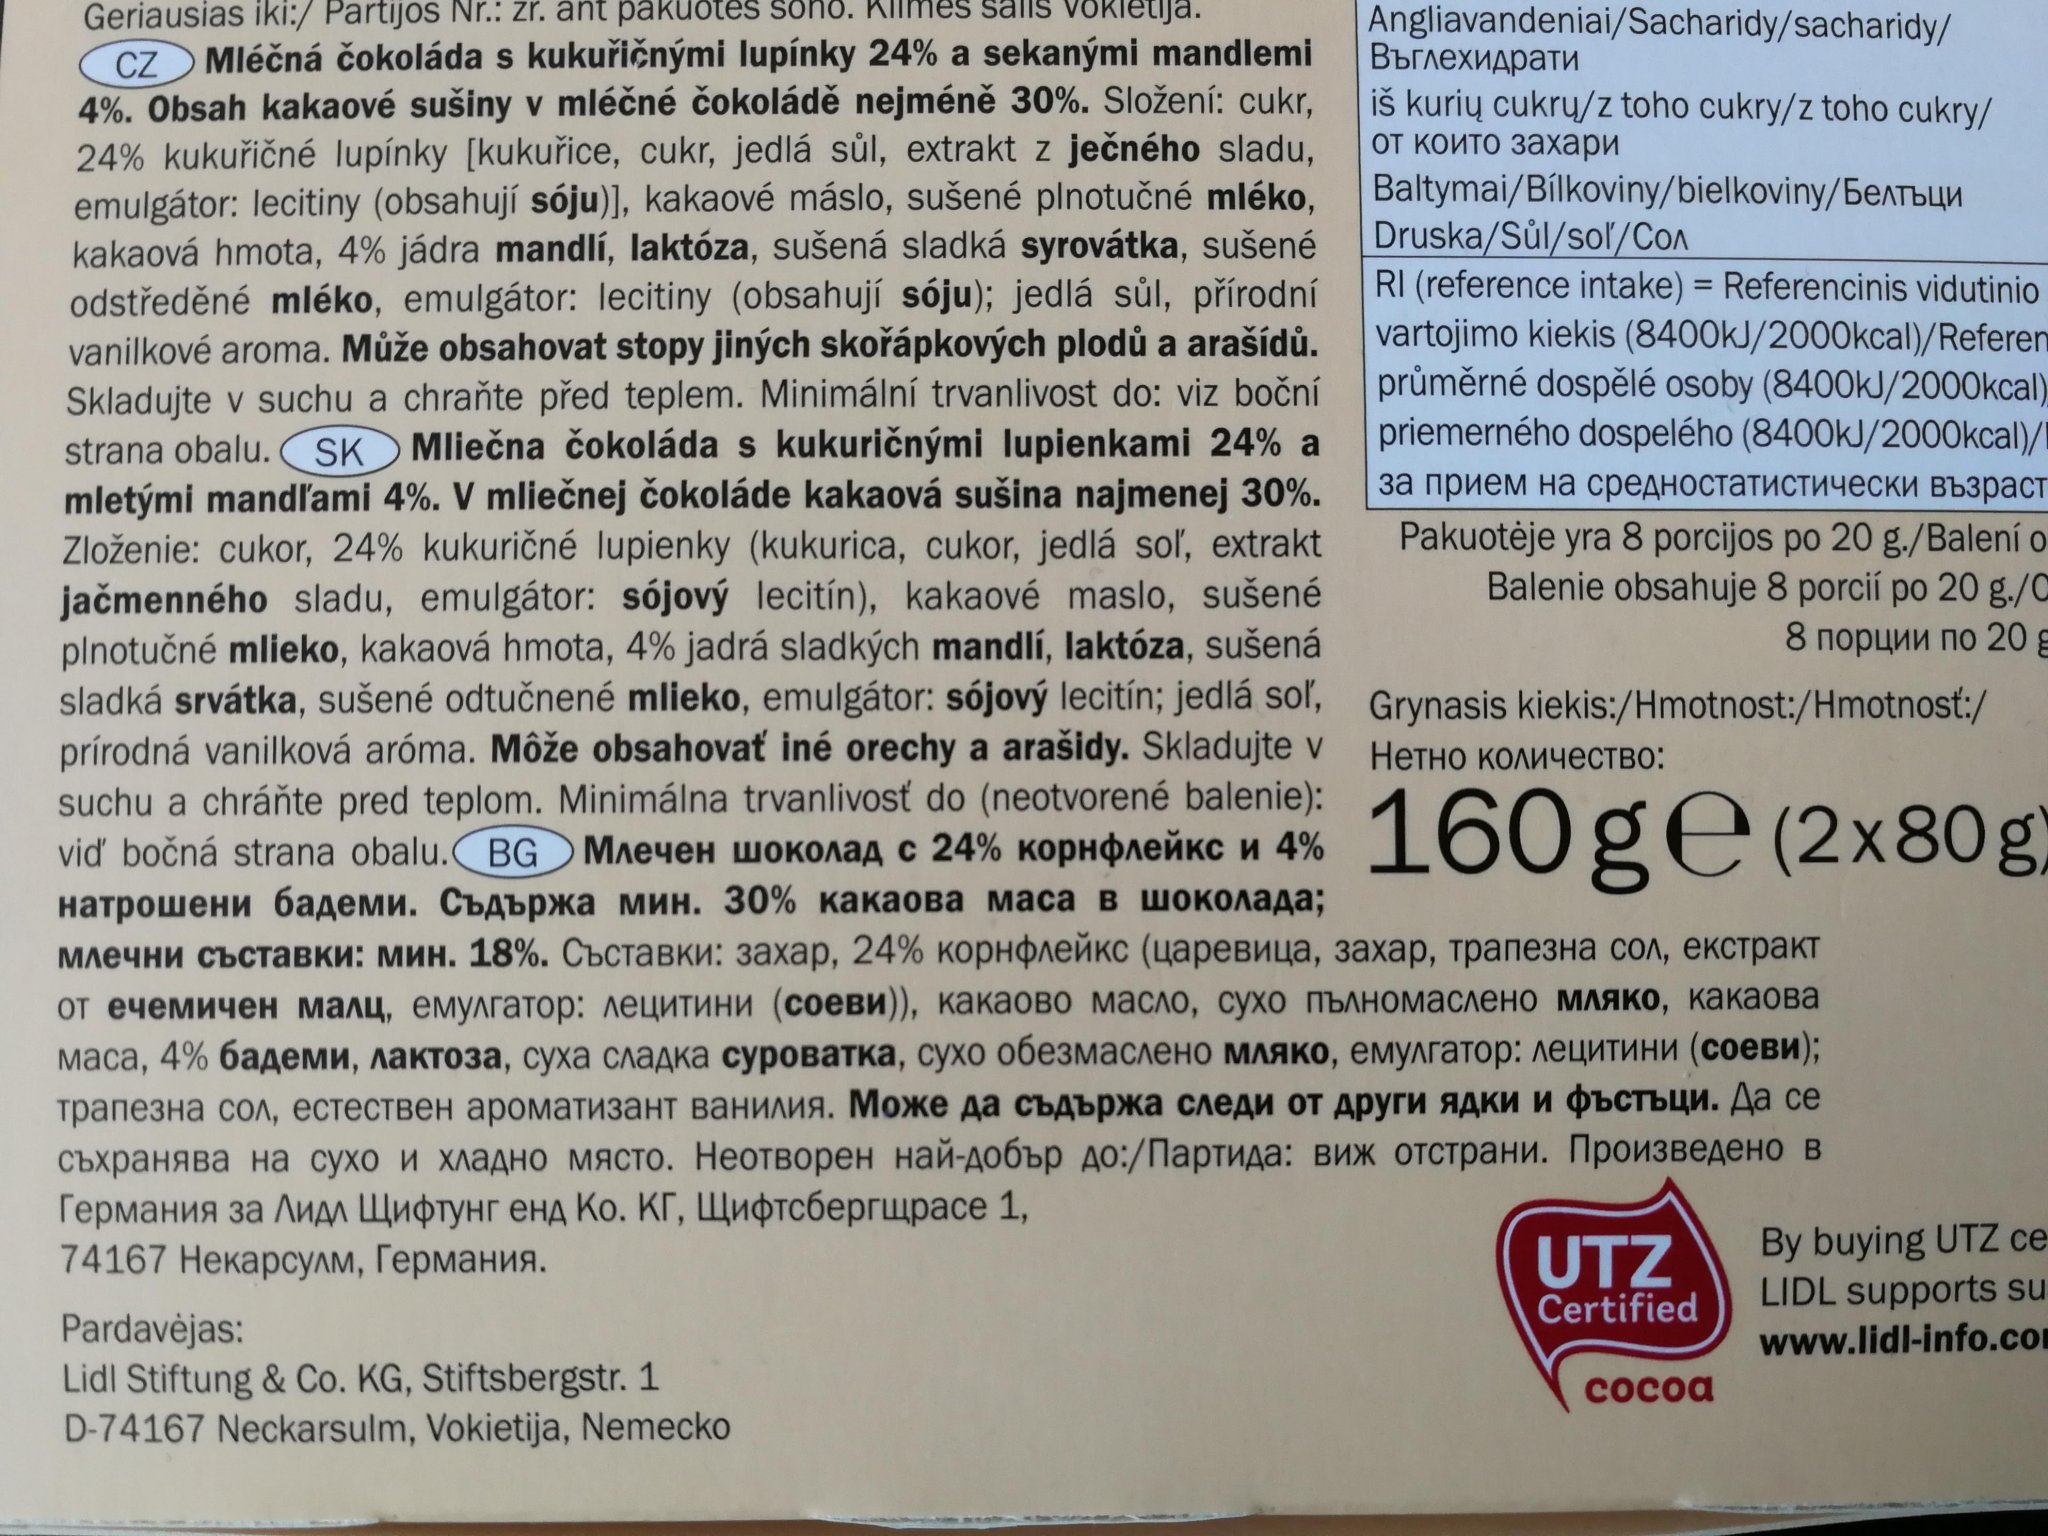 Geriausias iki:/ Partijos Nr.: žr. ant pakuotės šono. Kilmės šalis Vokietija.
CZ Mléčná čokoláda s kukuřičnými lupínky 24% a sekanými mandlemi
4%. Obsah kakaové sušiny v mléčné čokoládě nejméně 30%. Složení: cukr,
24% kukuřičné lupínky [kukuřice, cukr, jedlá sůl, extrakt z ječného sladu,
emulgátor: lecitiny (obsahují sóju)], kakaové máslo, sušené plnotučné mléko,
kakaová hmota, 4% jádra mandlí, laktóza, sušená sladká syrovátka, sušené
odstředěné mléko, emulgátor: lecitiny (obsahují sóju); jedlá sůl, přírodní
vanilkové aroma. Může obsahovat stopy jiných skořápkových plodů a arašídů.
Skladujte v suchu a chraňte před teplem. Minimální trvanlivost do: viz boční
strana obalu. SK Mliečna čokoláda s kukuričnými lupienkami 24% a
mletými mandľami 4%. V mliečnej čokoláde kakaová sušina najmenej 30%.
Zloženie: cukor, 24% kukuričné lupienky (kukurica, cukor, jedlá soľ, extrakt
jačmenného sladu, emulgátor: sójový lecitín), kakaové maslo, sušené
plnotučné mlieko, kakaová hmota, 4% jadrá sladkých mandlí, laktóza, sušená
sladká srvátka, sušené odtučnené mlieko, emulgátor: sójový lecitín; jedlá soľ,
prírodná vanilková aróma. Môže obsahovať iné orechy a arašidy. Skladujte v
suchu a chráňte pred teplom. Minimálna trvanlivosť do (neotvorené balenie):
viď bočná strana obalu. BG Млечен шоколад с 24% корнфлейкс и 4%
натрошени бадеми. Съдържа мин. 30% какаова маса в шоколада;
млечни съставки: мин. 18%. Съставки: захар, 24% корнфлейкс (царевица, захар, трапезна сол, екстракт
от ечемичен малц, емулгатор: лецитини (соеви)), какаово масло, сухо пълномаслено мляко, какаова
маса, 4% бадеми, лактоза, суха сладка суроватка, сухо обезмаслено мляко, емулгатор: лецитини (соеви);
трапезна сол, естествен ароматизант ванилия. Може да съдържа следи от други ядки и фъстъци. Да се
съхранява на сухо и хладно място. Неотворен най-добър до:/Партида: виж отстрани. Произведено в
Германия за Лидл Щифтунг енд Ко. КГ, Щифтсбергщрасе 1,
74167 Некарсулм, Германия.
Pardavėjas:
Lidl Stiftung & Co. KG, Stiftsbergstr. 1
D-74167 Neckarsulm, Vokietija, Nemecko
Angliavandeniai/Sacharidy/sacharidy/
Въглехидрати
iš kurių cukrų/z toho cukry/z toho cukry/
от които захари
Baltymai/Bílkoviny/bielkoviny/Белтъци
Druska/Sůl/soľ/Сол
RI (reference intake) = Referencinis vidutinio
vartojimo kiekis (8400kJ/2000kcal)/Referen
průměrné dospělé osoby (8400kJ/2000kcal)
priemerného dospelého (8400kJ/2000kcal)/
за прием на средностатистически възраст
Pakuotėje yra 8 porcijos po 20 g./Balení o
Balenie obsahuje 8 porcií po 20 g./
8 порции по 20 g
Grynasis kiekis:/Hmotnost:/Hmotnosť:/
Нетно количество:
160 g ℮ (2 x 80 g)
UTZ
Certified
cocoa
By buying UTZ ce
LIDL supports su
www.lidl-info.co